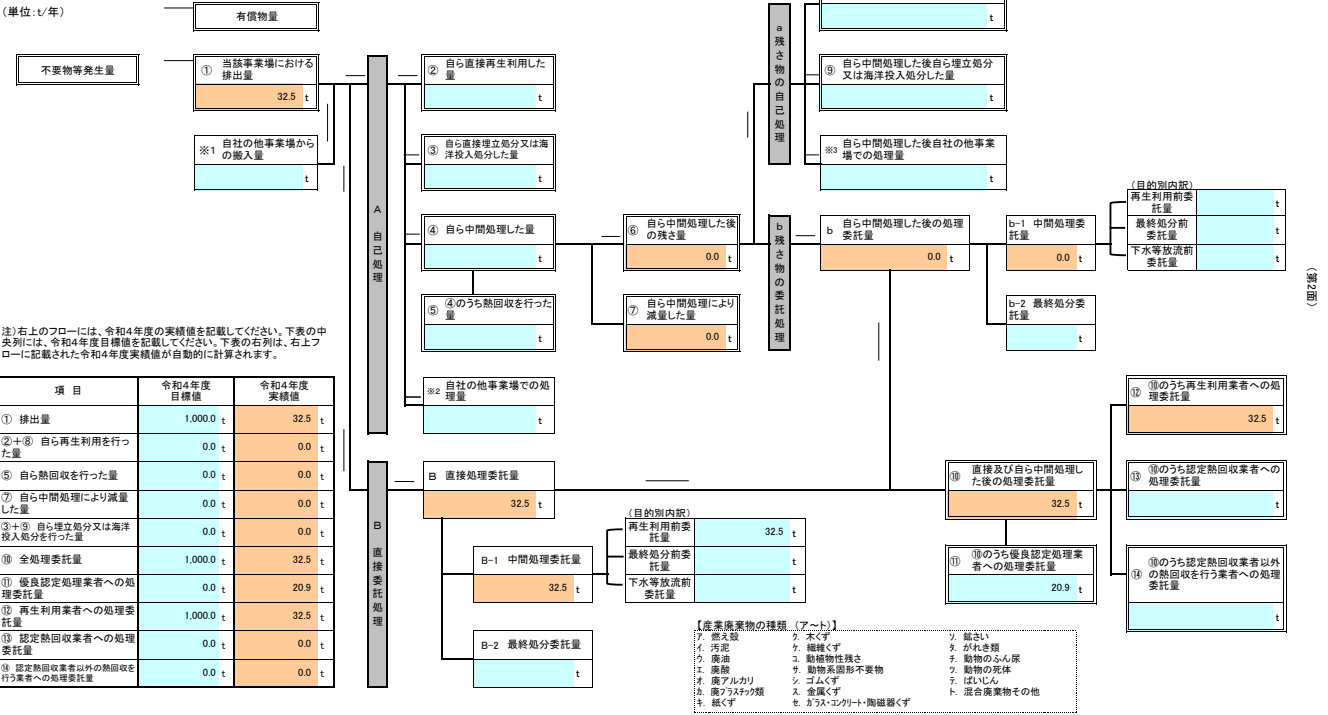 (単位:t/年)
有償物量
t
不要物等発生量
① 当該事業場における
排出量
32.5 t
※1 自社の他事業場から
の搬入量
t
A
自己処理
② 自ら直接再生利用した
量
t
③ 自ら直接埋立処分又は海
洋投入処分した量
t
④ 自ら中間処理した量
t
⑤ ④のうち熱回収を行った
量
t
※2 自社の他事業場での処
理量
t
⑥ 自ら中間処理した後
の残さ量
0.0 t
⑦ 自ら中間処理により
減量した量
0.0 t
a
残さ物の自己処理
⑨ 自ら中間処理した後自ら埋立処分
又は海洋投入処分した量
t
※3 自ら中間処理した後自社の他事業
場での処理量
t
b
残さ物の委託処理
b 自ら中間処理した後の処理
委託量
0.0 t
b-1 中間処理委
託量
0.0 t
b-2 最終処分委
託量
t
(目的別内訳)
再生利用前委
託量 t
最終処分前
委託量 t
下水等放流前
委託量 t
(第2面)
注)右上のフローには、令和4年度の実績値を記載してください。下表の中
央列には、令和4年度目標値を記載してください。下表の右列は、右上フ
ローに記載された令和4年度実績値が自動的に計算されます。
項 目 令和4年度
目標値 令和4年度
実績値
① 排出量 1,000.0 t 32.5 t
②+⑧ 自ら再生利用を行っ
た量 0.0 t 0.0 t
⑤ 自ら熱回収を行った量 0.0 t 0.0 t
⑦ 自ら中間処理により減量
した量 0.0 t 0.0 t
③+⑨ 自ら埋立処分又は海洋
投入処分を行った量 0.0 t 0.0 t
⑩ 全処理委託量 1,000.0 t 32.5 t
⑪ 優良認定処理業者への処
理委託量 0.0 t 20.9 t
⑫ 再生利用業者への処理委
託量 1,000.0 t 32.5 t
⑬ 認定熱回収業者への処理
委託量 0.0 t 0.0 t
⑭ 認定熱回収業者以外の熱回収を
行う業者への処理委託量 0.0 t 0.0 t
B
直接委託処理
B 直接処理委託量
32.5 t
B-1 中間処理委託量
32.5 t
B-2 最終処分委託量
t
(目的別内訳)
再生利用前委
託量 32.5 t
最終処分前委
託量 t
下水等放流前
委託量 t
⑩ 直接及び自ら中間処理し
た後の処理委託量
32.5 t
⑪ ⑩のうち優良認定処理業
者への処理委託量
20.9 t
⑫ ⑩のうち再生利用業者への処
理委託量
32.5 t
⑬ ⑩のうち認定熱回収業者への
処理委託量
t
⑭ ⑩のうち認定熱回収業者以外
の熱回収を行う業者への処理
委託量
t
【産業廃棄物の種類 (ア~ト)】
ア. 燃え殻 ク. 木くず ソ. 鉱さい
イ. 汚泥 ケ. 繊維くず タ. がれき類
ウ. 廃油 コ. 動植物性残さ チ. 動物のふん尿
エ. 廃酸 サ. 動物系固形不要物 ツ. 動物の死体
オ. 廃アルカリ シ. ゴムくず テ. ばいじん
カ. 廃プラスチック類 ス. 金属くず ト. 混合廃棄物その他
キ. 紙くず セ. ガラス・コンクリート・陶磁器くず